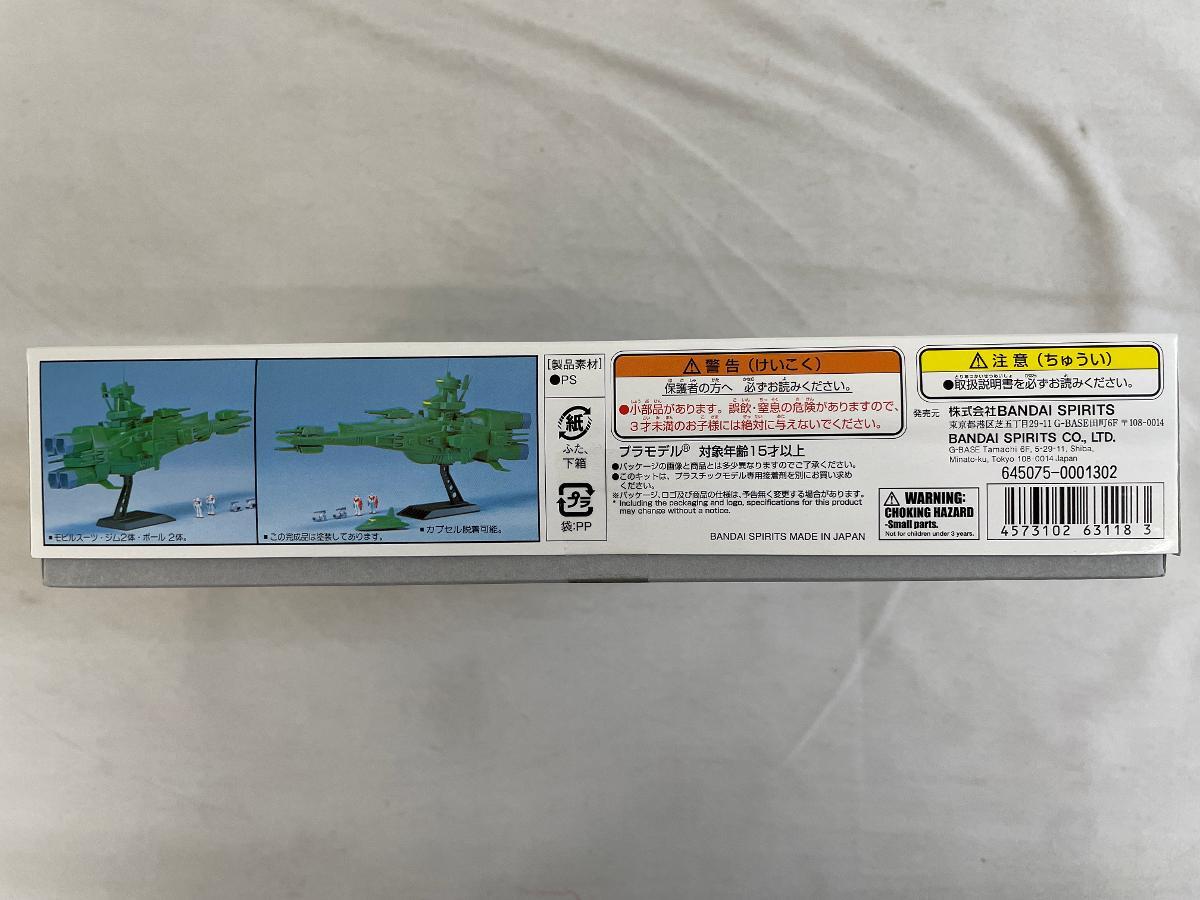 ■モビルスーツ・ジム2体・ボール 2体。
■この完成品は塗装してあります。
■カプセル脱着可能。
[製品素材]
●PS
紙
ふた、
下箱
プラ
袋:PP
⚠警告(けいこく)
保護者の方へ 必ずお読みください。
●小部品があります。誤飲・窒息の危険がありますので、
3才未満のお子様には絶対に与えないでください。
プラモデル® 対象年齢15才以上
●パッケージの画像と商品とは多少異なりますのでご了承ください。
●このキットは、プラスチックモデル専用接着剤を別にお買い求め
ください。
※パッケージ、ロゴ及び商品の仕様は、予告無く変更する場合があります。
* Including the packaging and logo, specifications for this product
may change without a notice.
BANDAI SPIRITS MADE IN JAPAN
⚠注意(ちゅうい)
●取扱説明書を必ずお読みください。
発売元 株式会社BANDAI SPIRITS
東京都港区芝五丁目29-11 G-BASE田町6F 〒108-0014
BANDAI SPIRITS CO., LTD.
G-BASE Tamachi 6F, 5-29-11, Shiba,
Minato-ku, Tokyo 108-0014 Japan
645075-0001302
⚠WARNING:
CHOKING HAZARD
-Small parts.
Not for children under 3 years.
4573102 63118 3